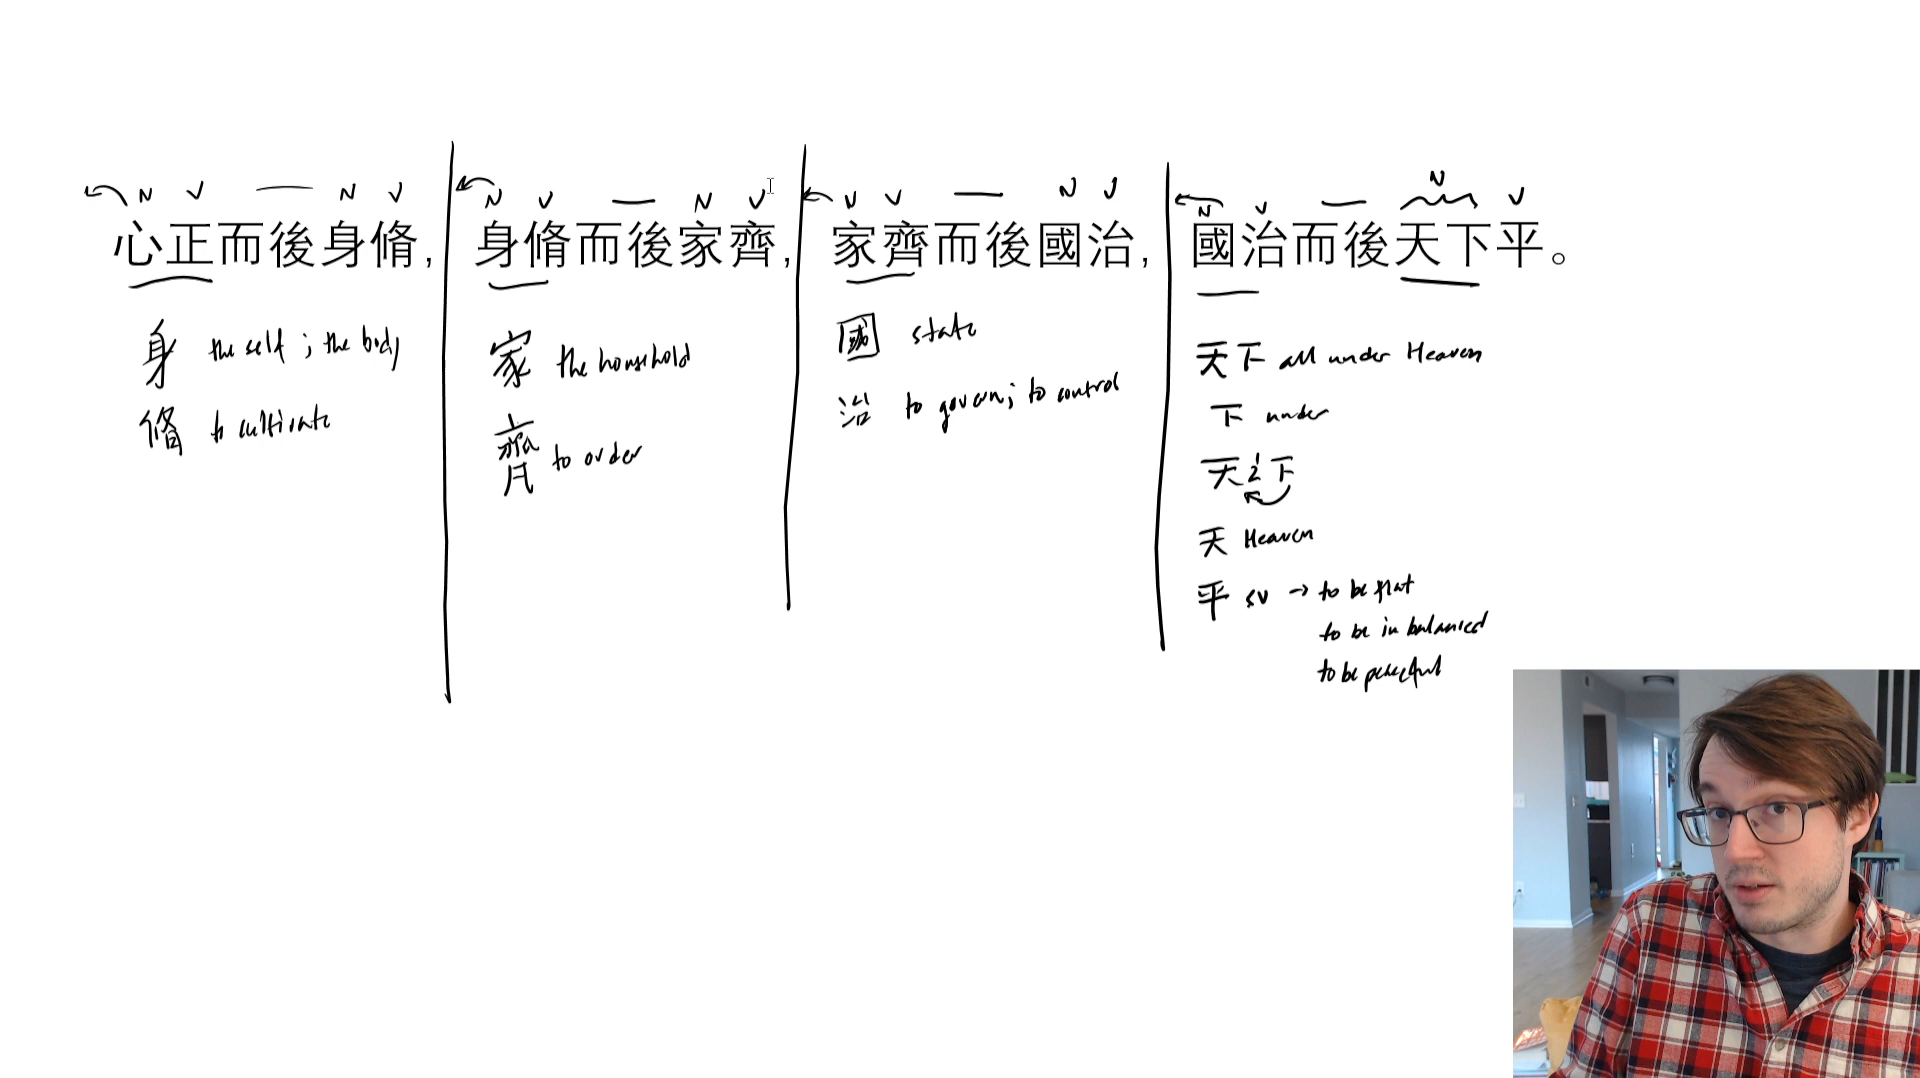 N V — N V N V — N V N V — N V N V — N V
心正而後身脩, 身脩而後家齊, 家齊而後國治, 國治而後天下平。
身 the self; the body
脩 to cultivate
家 the household
齊 to order
國 state
治 to govern; to control
天下 all under Heaven
下 under
天之下
天 Heaven
平 SV → to be flat
to be in balanced
to be peaceful